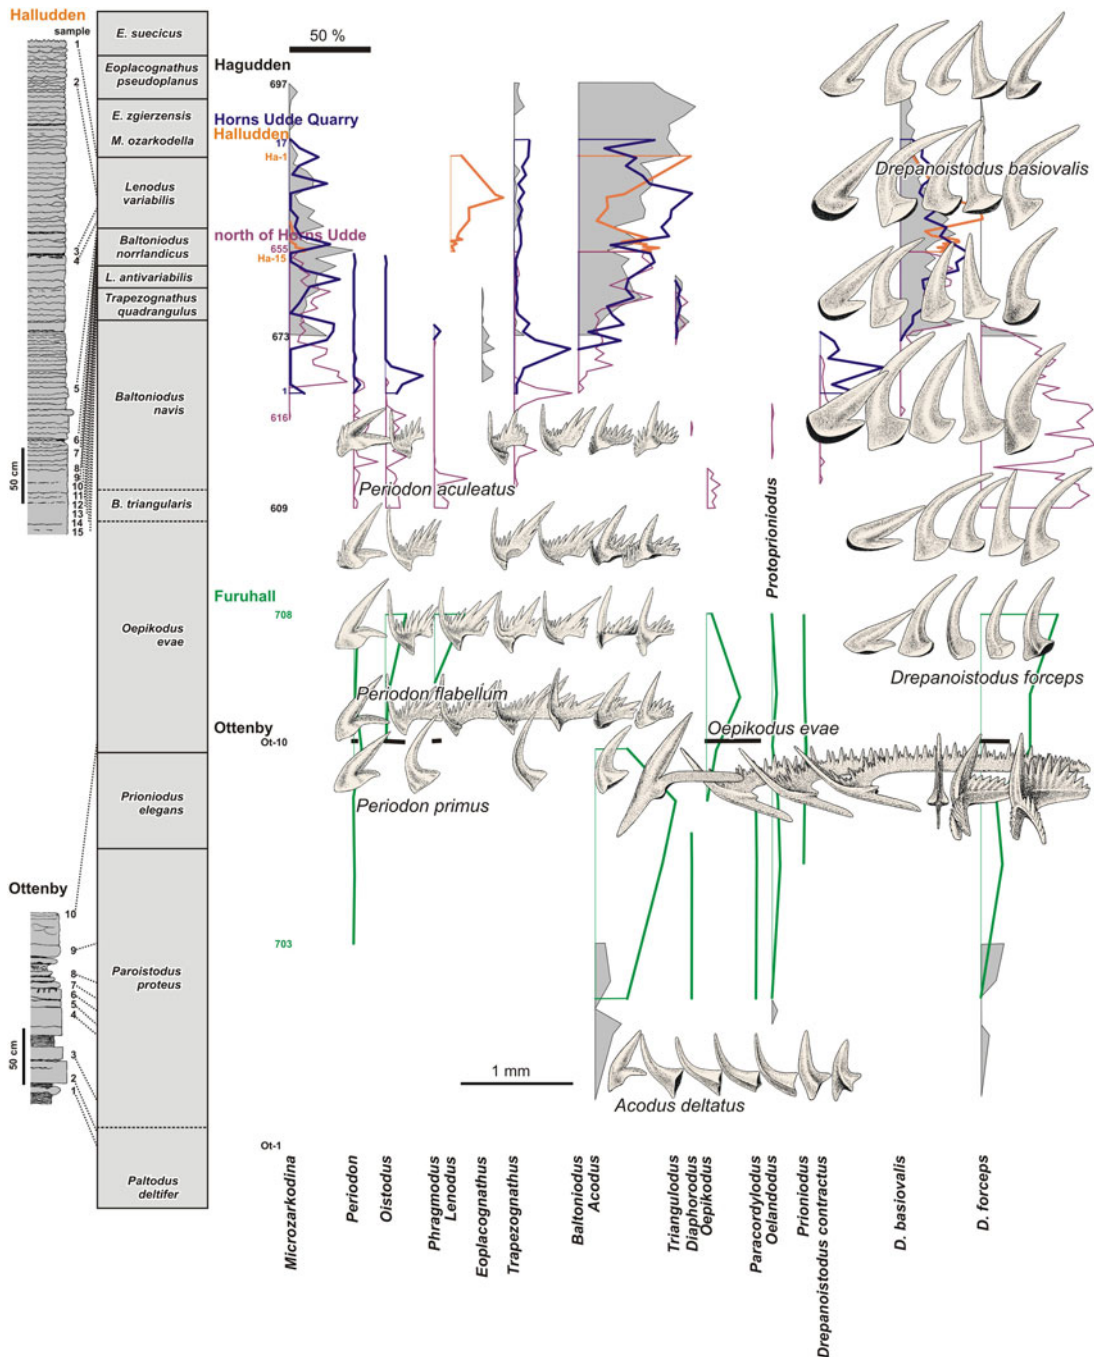 Halludden
sample
1
2
3
4
5
6
7
8
9
10
11
12
13
14
15
50 cm
Ottenby
10
9
8
7
6
5
4
3
2
1
50 cm
E. suecicus
Eoplacognathus
pseudoplanus
E. zgierzensis
M. ozarkodella
Lenodus
variabilis
Baltoniodus
norrlandicus
L. antivariabilis
Trapezognathus
quadrangulus
Baltoniodus
navis
B. triangularis
Oepikodus
evae
Prioniodus
elegans
Paroistodus
proteus
Paltodus
deltifer
50 %
Hagudden
697
Horns Udde Quarry
Halludden
17
Ha-1
north of Horns Udde
655
Ha-15
673
1
616
609
Furuhall
708
Ottenby
Ot-10
703
Ot-1
Drepanoistodus basiovalis
Periodon aculeatus
Protoprioniodus
Periodon flabellum
Drepanoistodus forceps
Oepikodus evae
Periodon primus
1 mm
Acodus deltatus
Microzarkodina
Periodon
Oistodus
Phragmodus
Lenodus
Eoplacognathus
Trapezognathus
Baltoniodus
Acodus
Triangulodus
Diaphorodus
Oepikodus
Paracordylodus
Oelandodus
Prioniodus
Drepanoistodus contractus
D. basiovalis
D. forceps